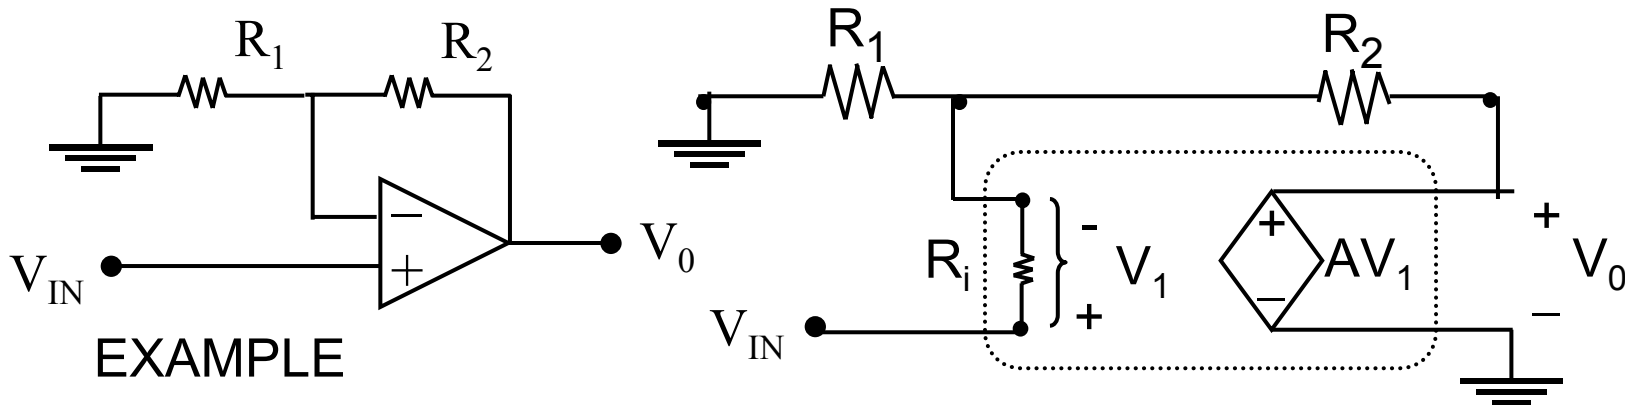 R1 R2
V0
VIN
EXAMPLE
R1 R2
Ri - V1 + + AV1 – + V0 –
VIN